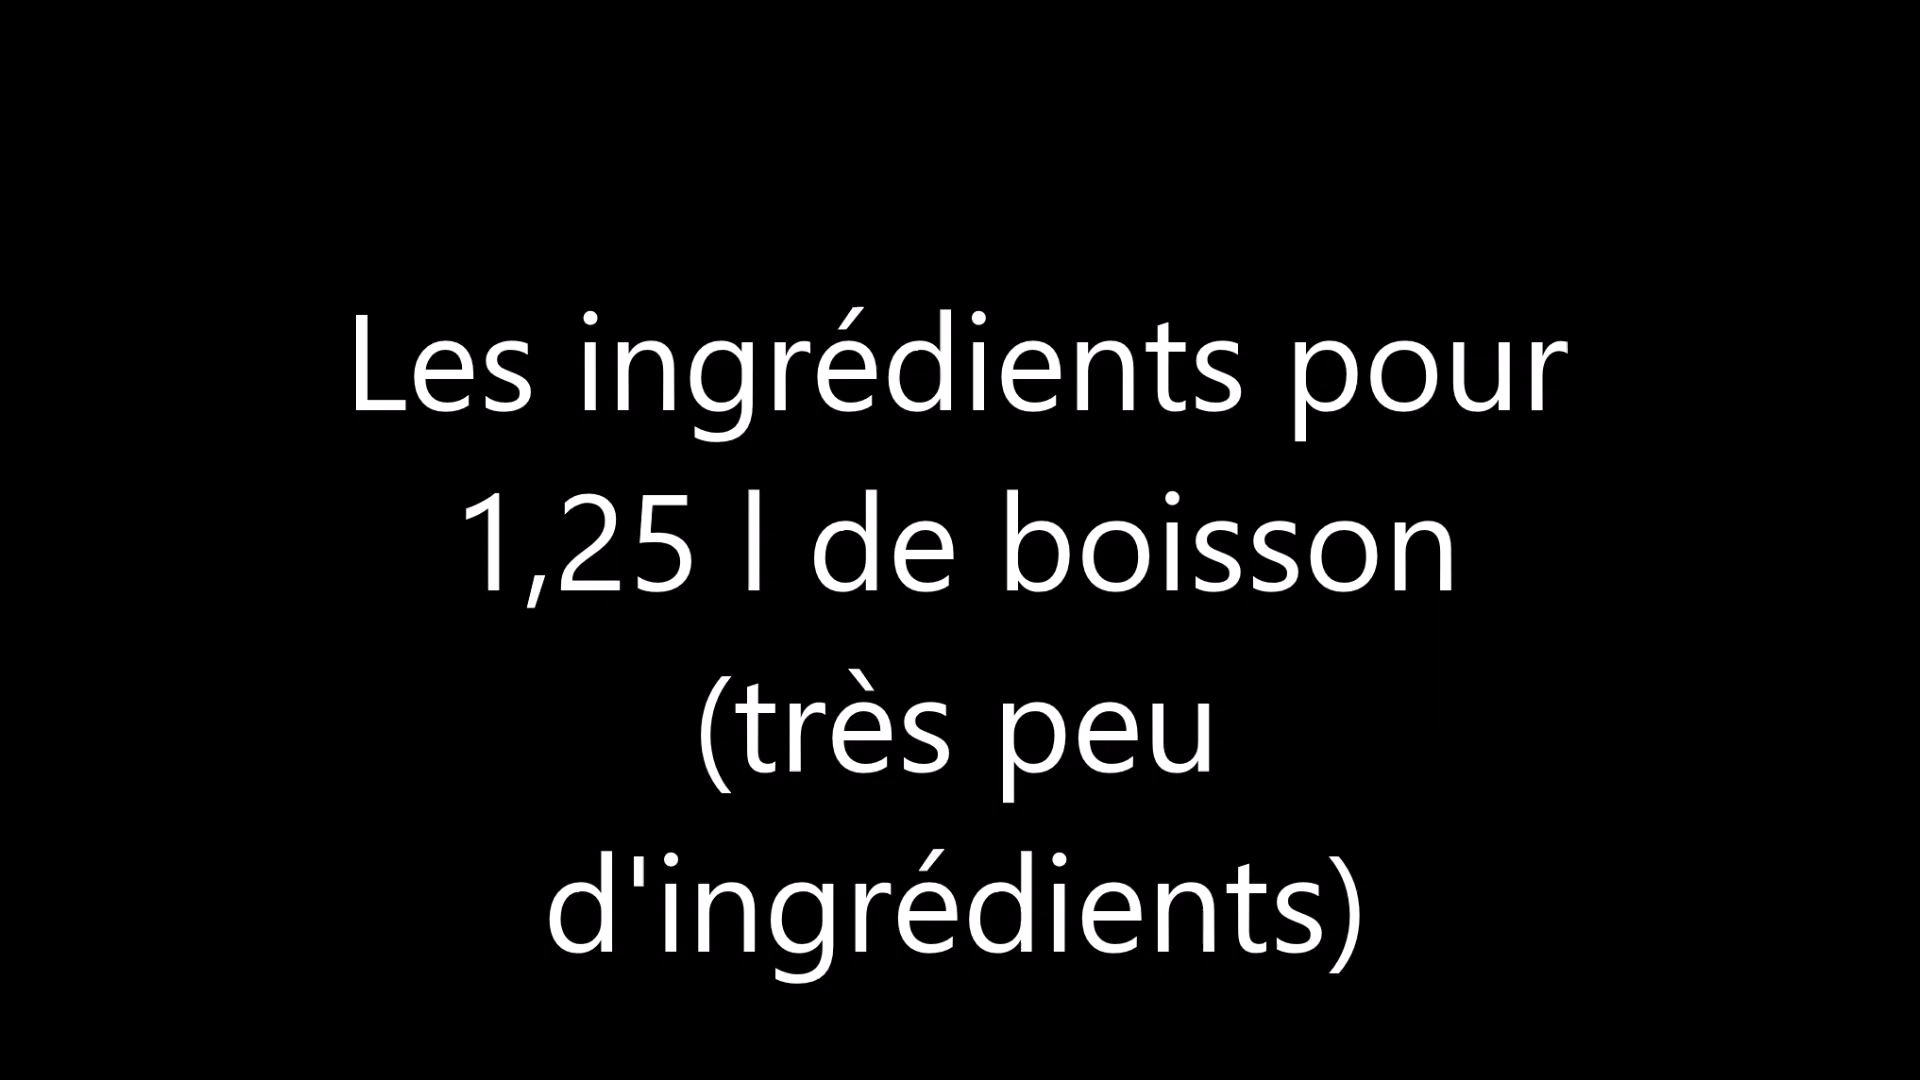 Les ingrédients pour
1,25 l de boisson
(très peu
d'ingrédients)